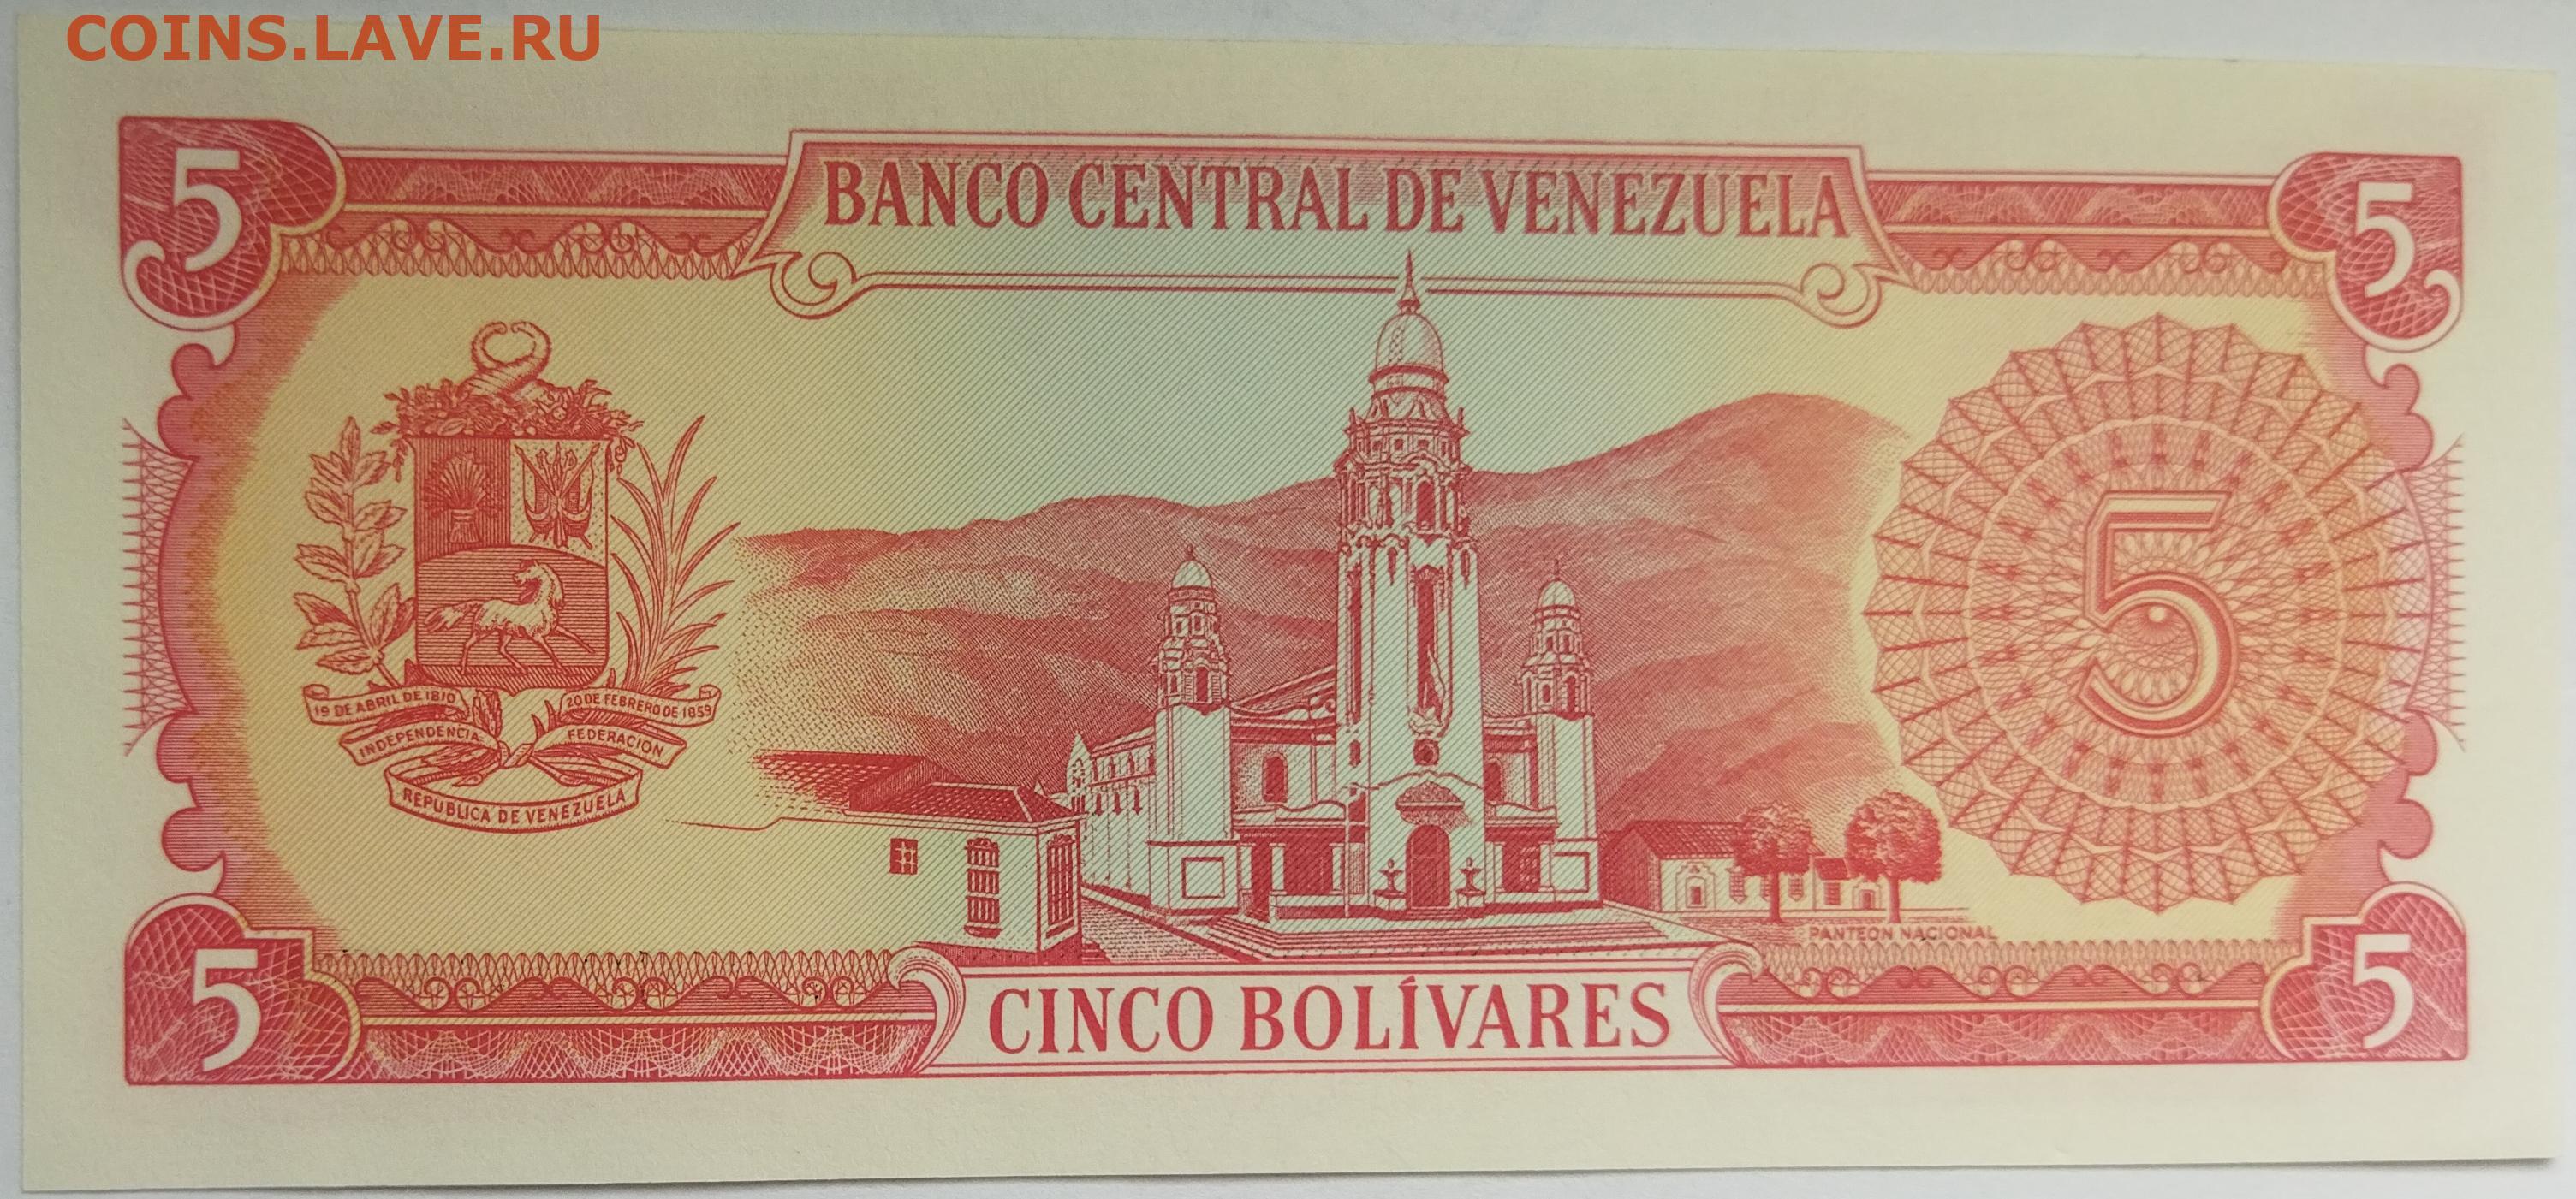 COINS.LAVE.RU
5
5
BANCO CENTRAL DE VENEZUELA
5
19 DE ABRIL DE 1810
20 DE FEBRERO DE 1859
INDEPENDENCIA
FEDERACION
REPUBLICA DE VENEZUELA
PANTEON NACIONAL
5
CINCO BOLÍVARES
5